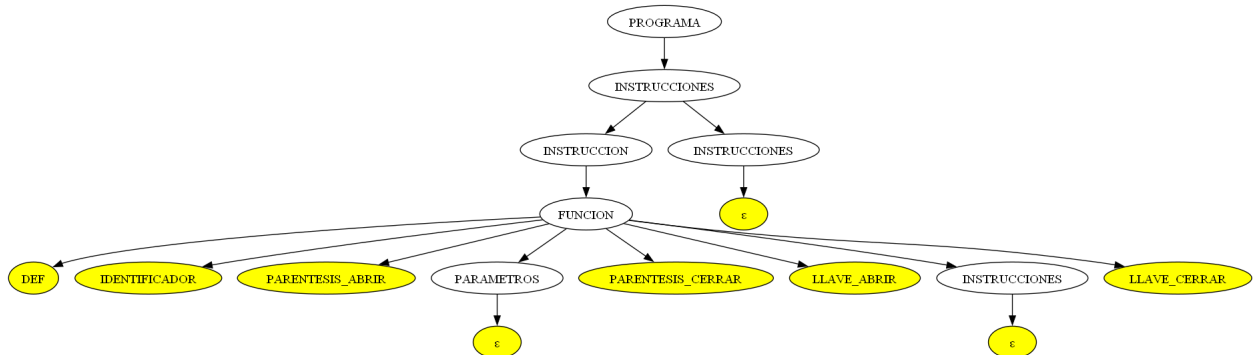 PROGRAMA
INSTRUCCIONES
INSTRUCCION INSTRUCCIONES
FUNCION ε
DEF IDENTIFICADOR PARENTESIS_ABRIR PARAMETROS PARENTESIS_CERRAR LLAVE_ABRIR INSTRUCCIONES LLAVE_CERRAR
ε ε